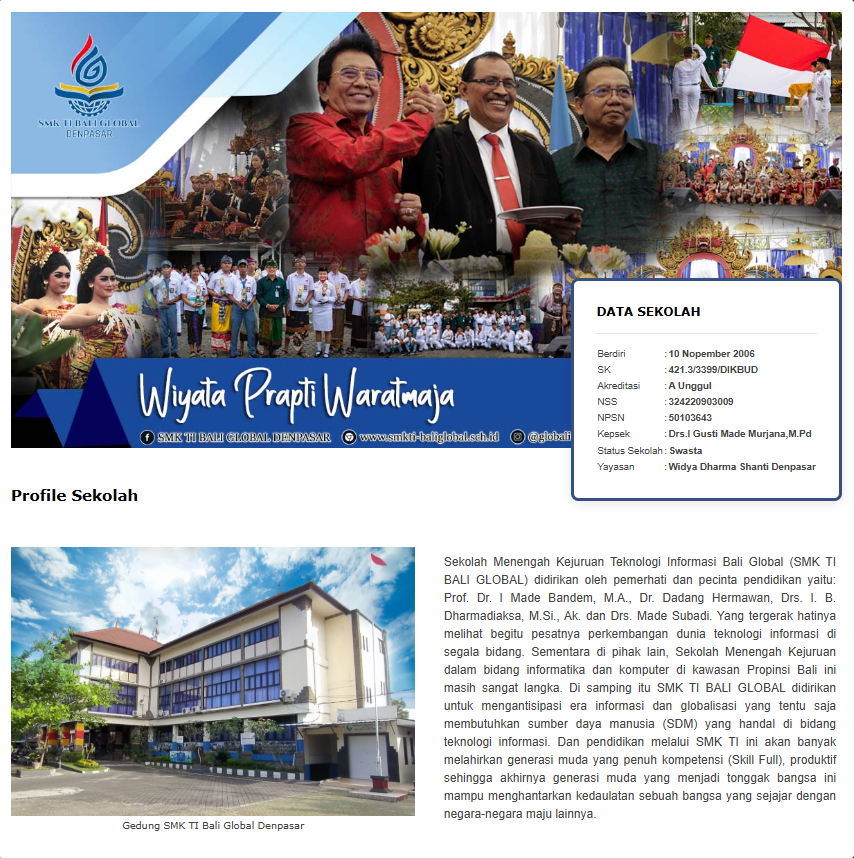 SMK TI BALI GLOBAL
DENPASAR
Wiyata Prapti Waratmaja
SMK TI BALI GLOBAL DENPASAR www.smkti-baliglobal.sch.id @globali
DATA SEKOLAH
Berdiri : 10 Nopember 2006
SK : 421.3/3399/DIKBUD
Akreditasi : A Unggul
NSS : 324220903009
NPSN : 50103643
Kepsek : Drs.I Gusti Made Murjana,M.Pd
Status Sekolah : Swasta
Yayasan : Widya Dharma Shanti Denpasar
Profile Sekolah
Gedung SMK TI Bali Global Denpasar
Sekolah Menengah Kejuruan Teknologi Informasi Bali Global (SMK TI
BALI GLOBAL) didirikan oleh pemerhati dan pecinta pendidikan yaitu:
Prof. Dr. I Made Bandem, M.A., Dr. Dadang Hermawan, Drs. I. B.
Dharmadiaksa, M.Si., Ak. dan Drs. Made Subadi. Yang tergerak hatinya
melihat begitu pesatnya perkembangan dunia teknologi informasi di
segala bidang. Sementara di pihak lain, Sekolah Menengah Kejuruan
dalam bidang informatika dan komputer di kawasan Propinsi Bali ini
masih sangat langka. Di samping itu SMK TI BALI GLOBAL didirikan
untuk mengantisipasi era informasi dan globalisasi yang tentu saja
membutuhkan sumber daya manusia (SDM) yang handal di bidang
teknologi informasi. Dan pendidikan melalui SMK TI ini akan banyak
melahirkan generasi muda yang penuh kompetensi (Skill Full), produktif
sehingga akhirnya generasi muda yang menjadi tonggak bangsa ini
mampu menghantarkan kedaulatan sebuah bangsa yang sejajar dengan
negara-negara maju lainnya.